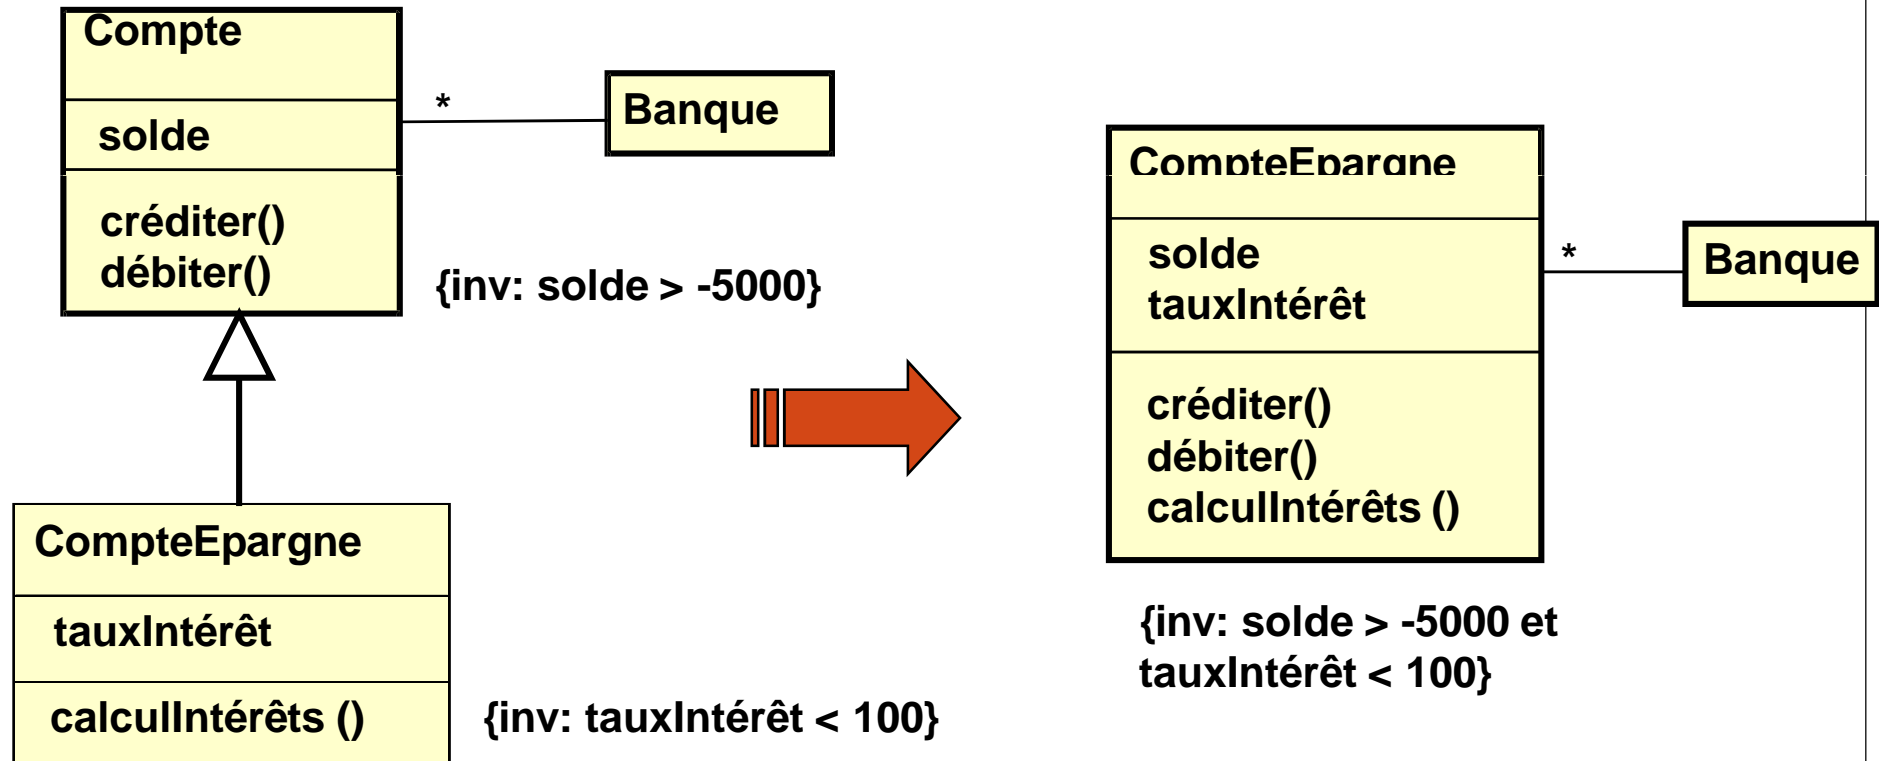 Compte
solde
créditer()
débiter()
*
Banque
{inv: solde > -5000}
CompteEpargne
tauxIntérêt
calculIntérêts ()
{inv: tauxIntérêt < 100}
CompteEpargne
solde
tauxIntérêt
créditer()
débiter()
calculIntérêts ()
*
Banque
{inv: solde > -5000 et
tauxIntérêt < 100}